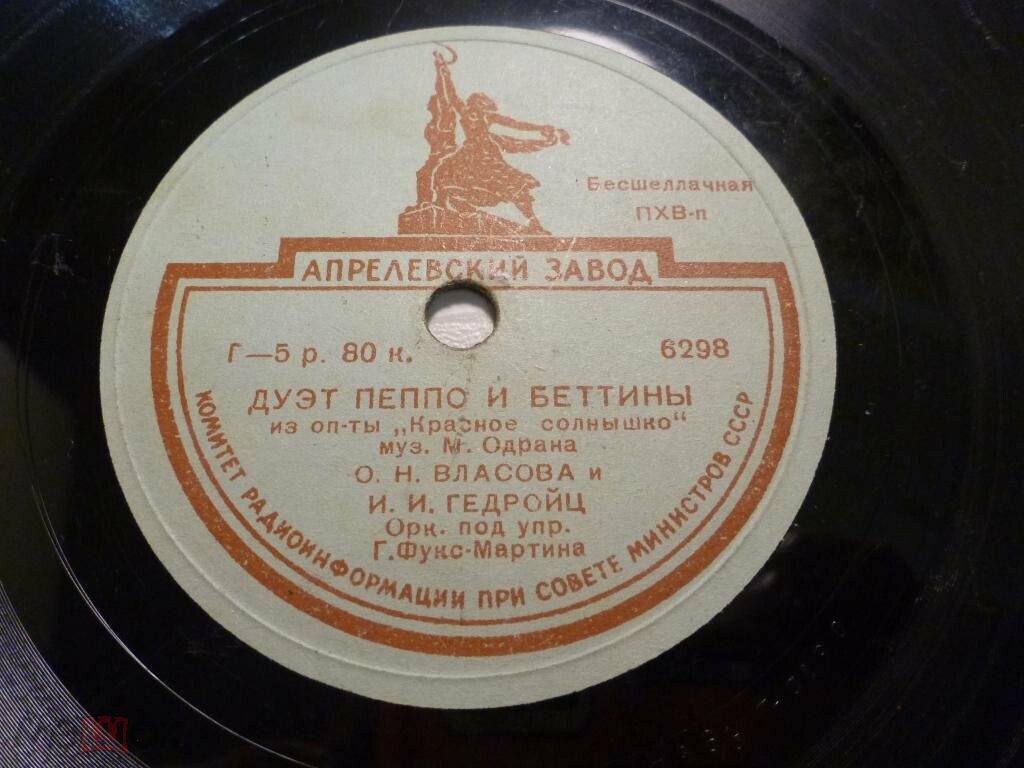 Бесшеллачная
ПХВ-п
АПРЕЛЕВСКИЙ ЗАВОД
Г—5 р. 80 к.
6298
ДУЭТ ПЕППО И БЕТТИНЫ
из оп-ты „Красное солнышко“
муз. М. Одрана
О. Н. ВЛАСОВА и
И. И. ГЕДРОЙЦ
Орк. под упр.
Г. Фукс-Мартина
КОМИТЕТ РАДИОИНФОРМАЦИИ ПРИ СОВЕТЕ МИНИСТРОВ СССР